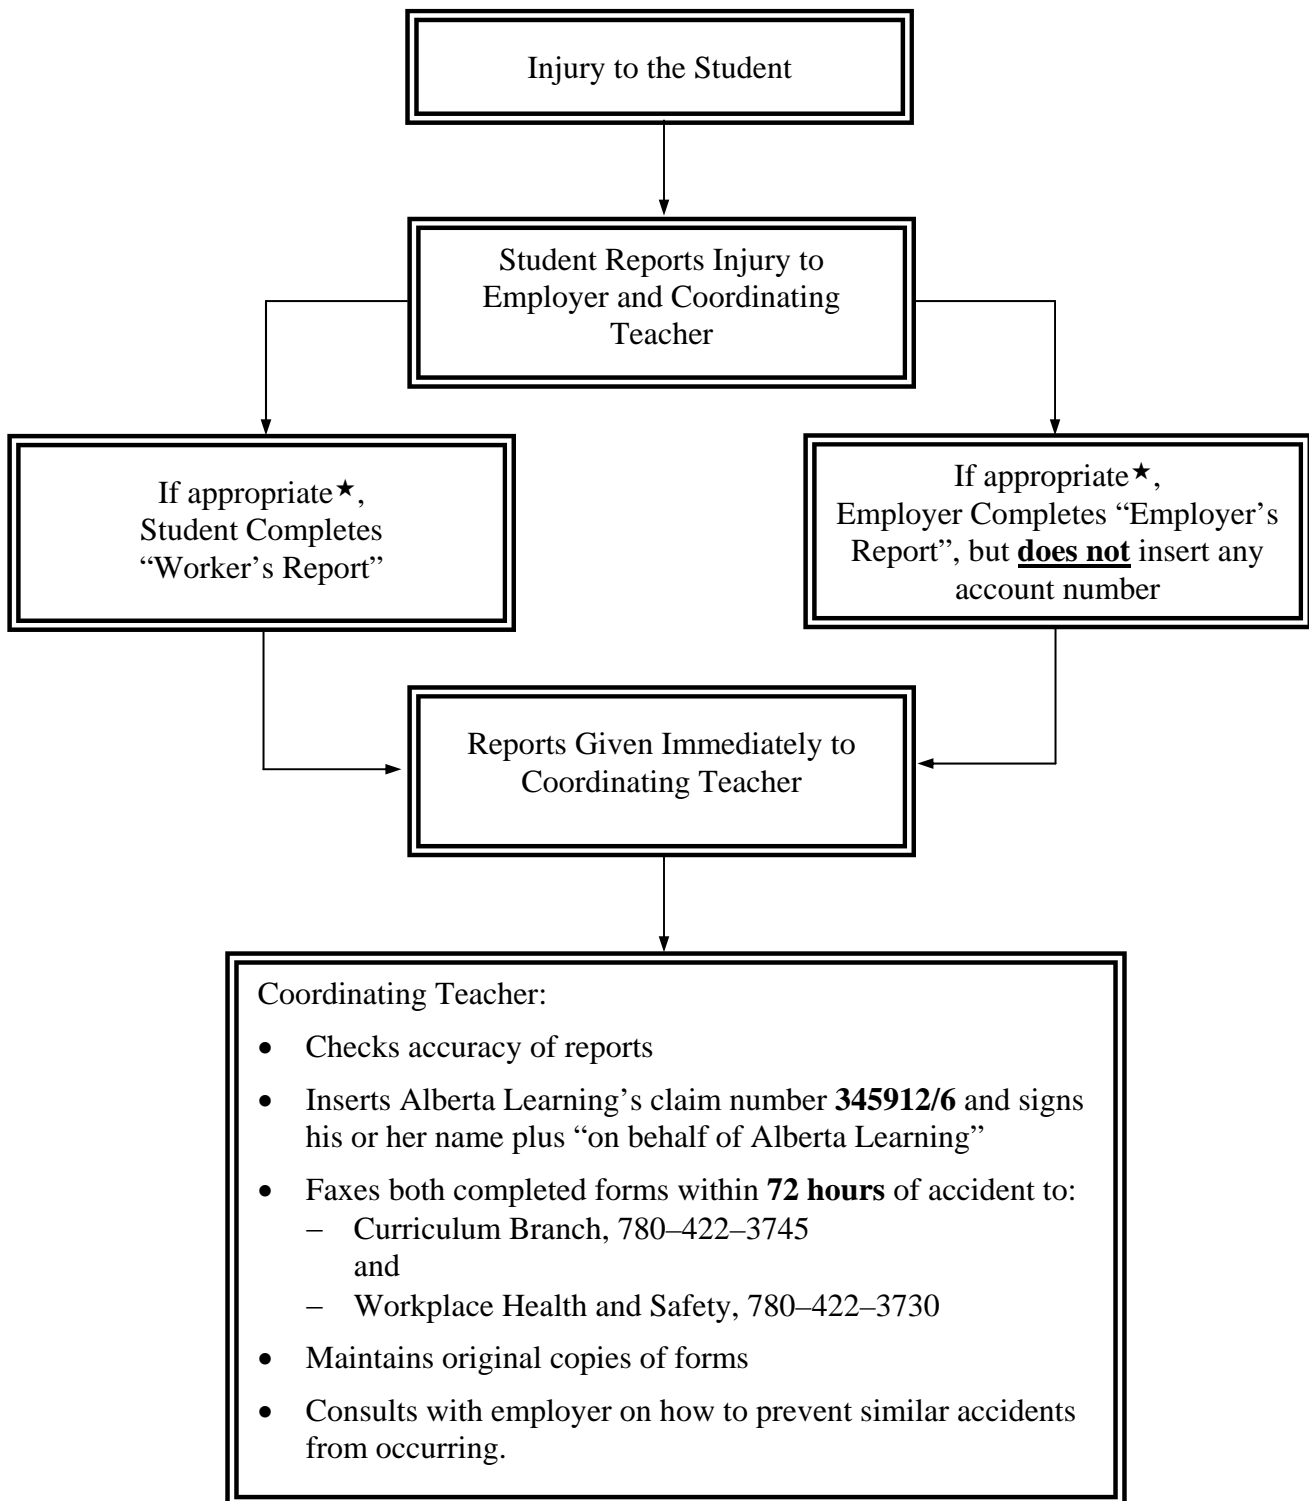 Injury to the Student
Student Reports Injury to
Employer and Coordinating
Teacher
If appropriate★,
Student Completes
“Worker’s Report”
If appropriate★,
Employer Completes “Employer’s
Report”, but does not insert any
account number
Reports Given Immediately to
Coordinating Teacher
Coordinating Teacher:
• Checks accuracy of reports
• Inserts Alberta Learning’s claim number 345912/6 and signs
his or her name plus “on behalf of Alberta Learning”
• Faxes both completed forms within 72 hours of accident to:
– Curriculum Branch, 780–422–3745
and
– Workplace Health and Safety, 780–422–3730
• Maintains original copies of forms
• Consults with employer on how to prevent similar accidents
from occurring.